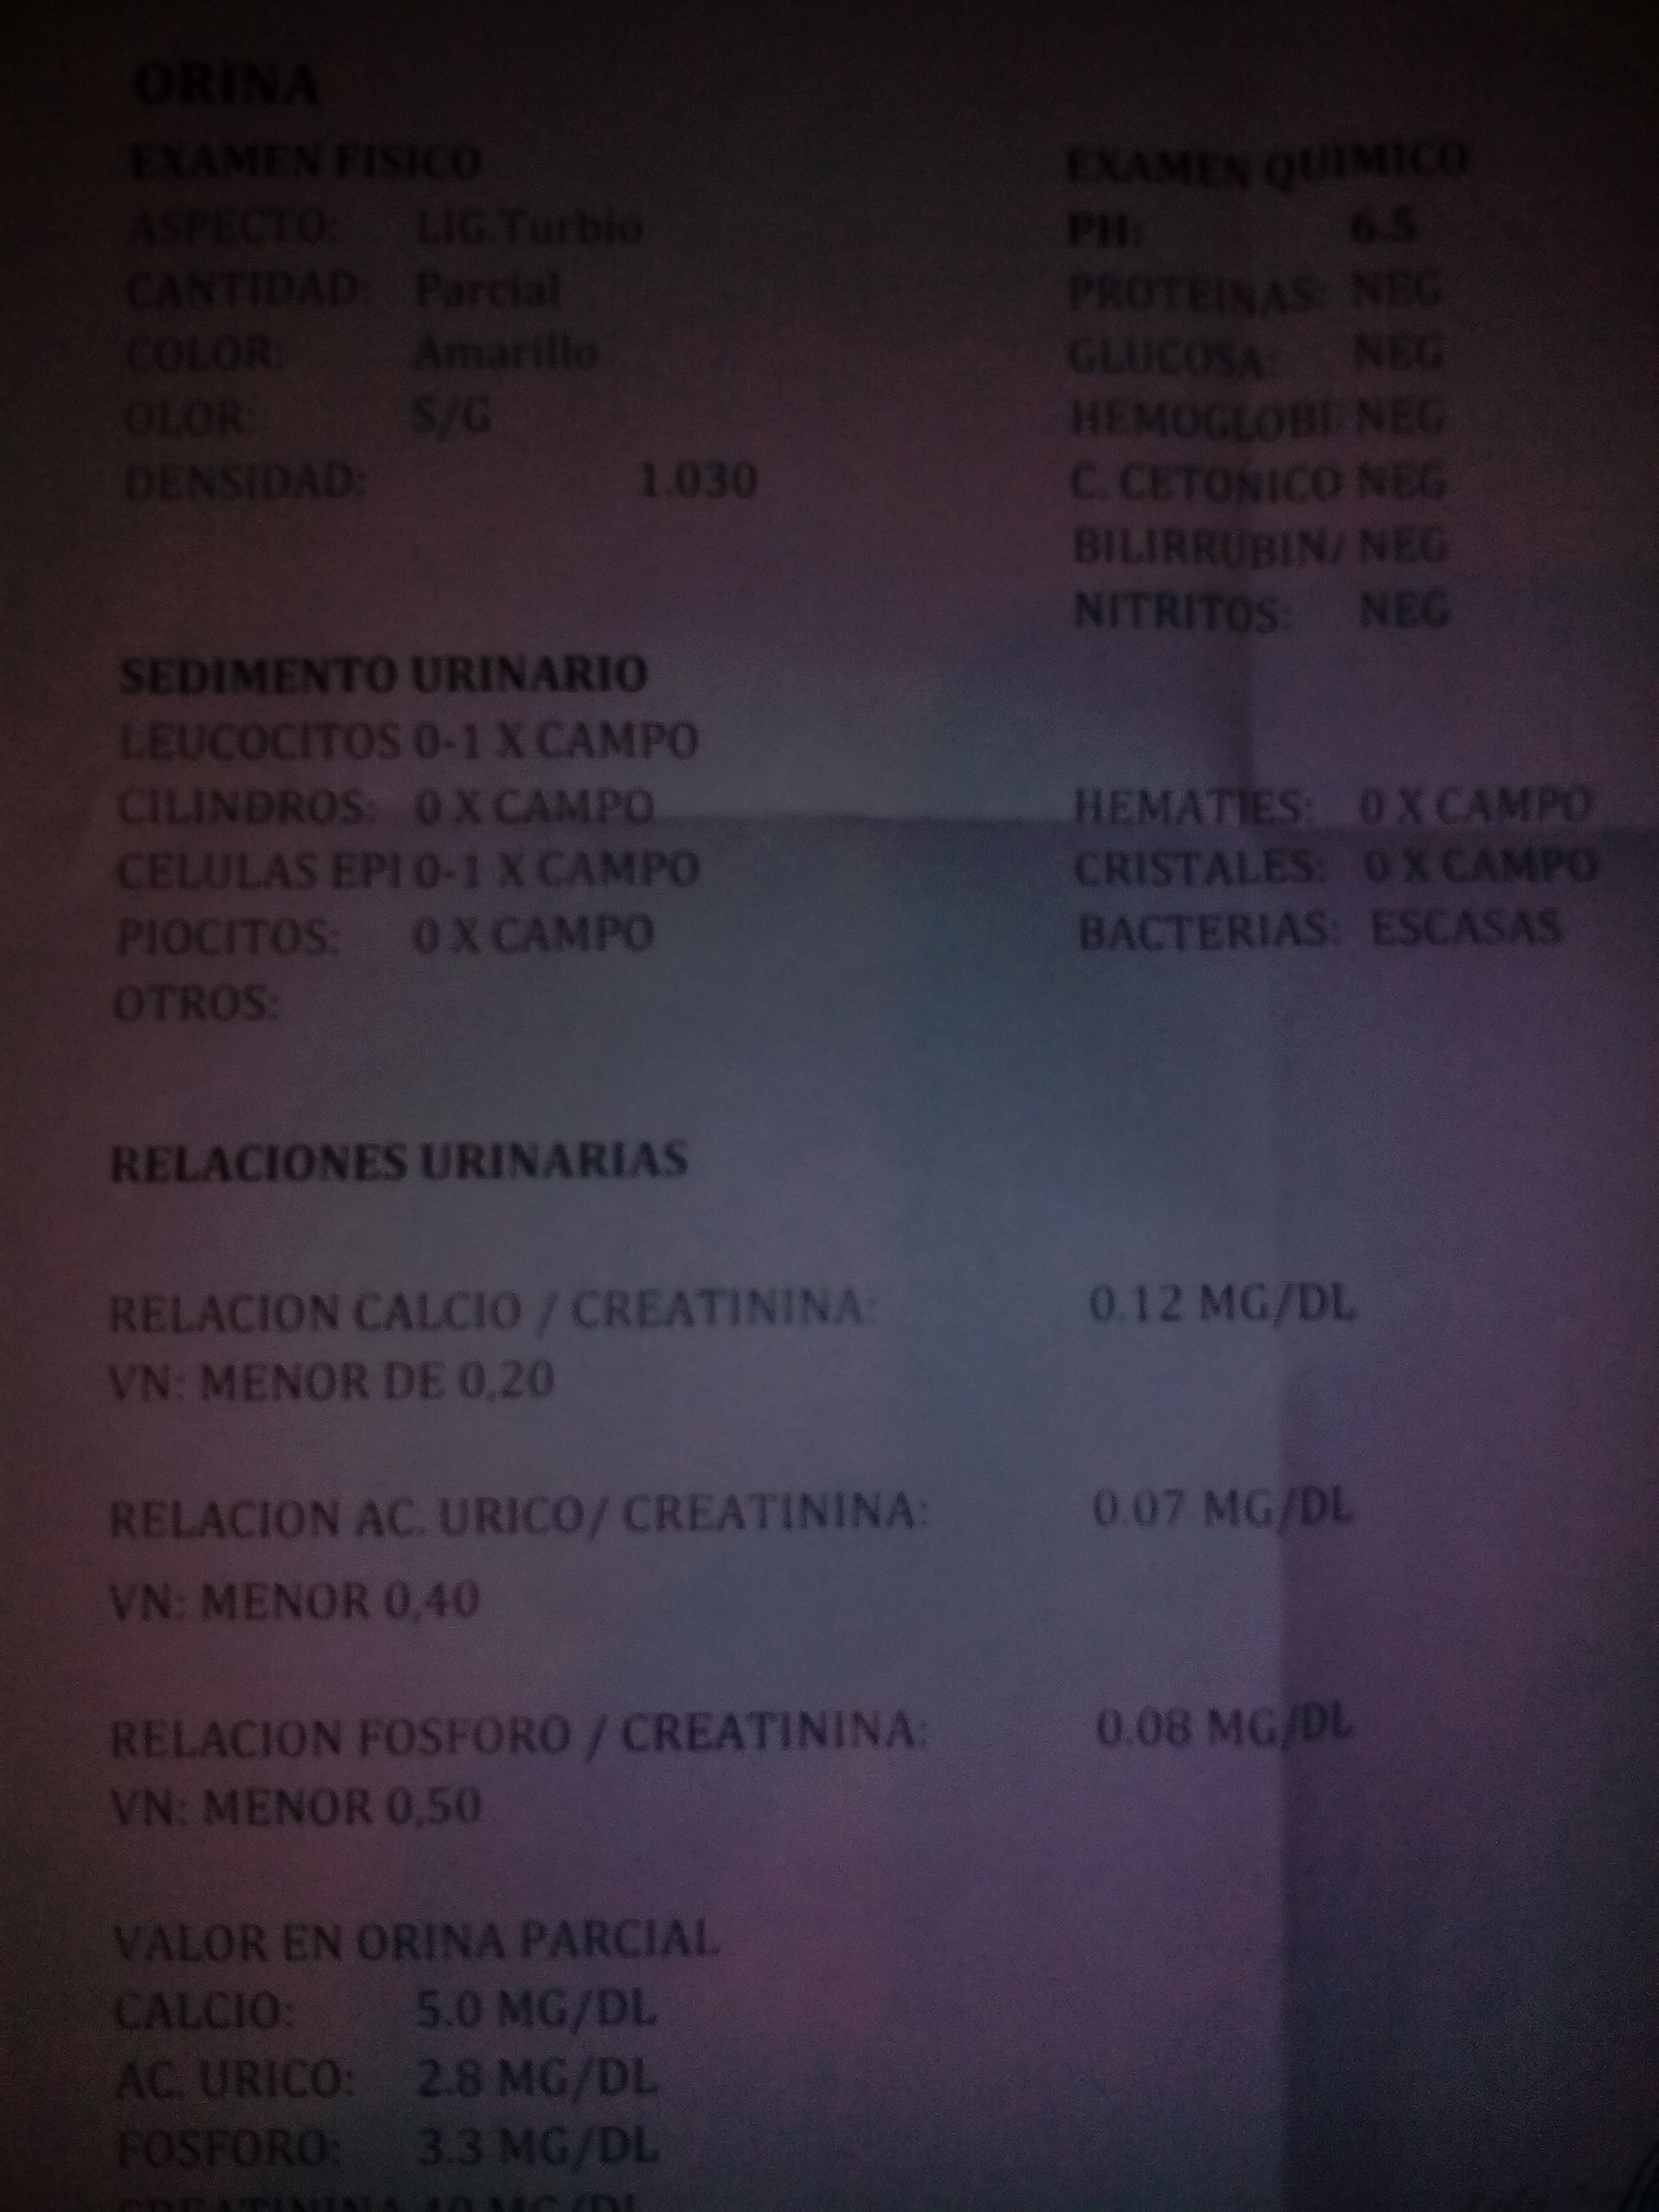 ORINA
EXAMEN FISICO
EXAMEN QUIMICO
ASPECTO: LIG.Turbio
PH: 6.5
CANTIDAD: Parcial
PROTEINAS: NEG
COLOR: Amarillo
GLUCOSA: NEG
OLOR: S/G
HEMOGLOBI NEG
DENSIDAD: 1.030
C. CETONICO NEG
BILIRRUBIN/ NEG
NITRITOS: NEG
SEDIMENTO URINARIO
LEUCOCITOS 0-1 X CAMPO
CILINDROS: 0 X CAMPO
HEMATIES: 0 X CAMPO
CELULAS EPI 0-1 X CAMPO
CRISTALES: 0 X CAMPO
PIOCITOS: 0 X CAMPO
BACTERIAS: ESCASAS
OTROS:
RELACIONES URINARIAS
RELACION CALCIO / CREATININA: 0.12 MG/DL
VN: MENOR DE 0,20
RELACION AC. URICO/ CREATININA: 0.07 MG/DL
VN: MENOR 0,40
RELACION FOSFORO / CREATININA: 0.08 MG/DL
VN: MENOR 0,50
VALOR EN ORINA PARCIAL
CALCIO: 5.0 MG/DL
AC. URICO: 2.8 MG/DL
FOSFORO: 3.3 MG/DL
CREATININA 40 MG/DL